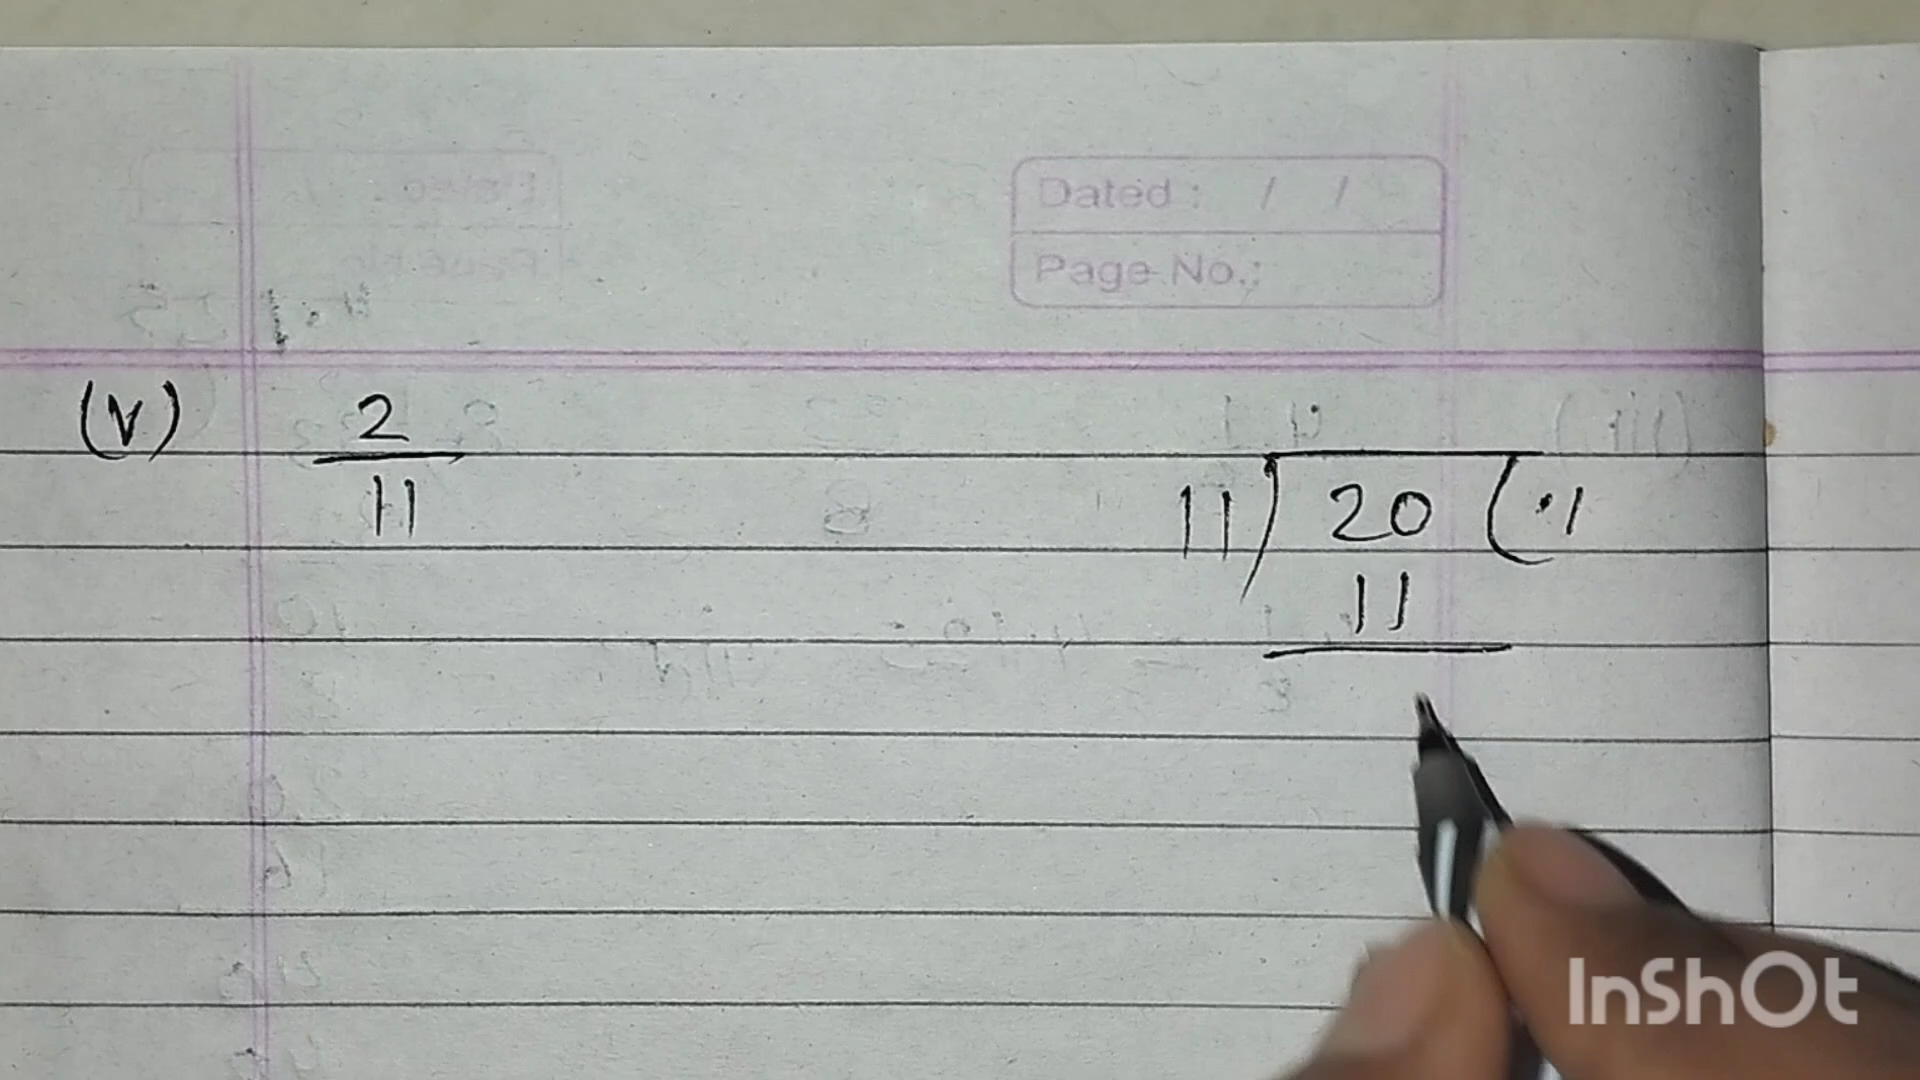 Dated : / /
Page No.:
(v) 2
11
11 ) 20 ( .1
11
InShOt